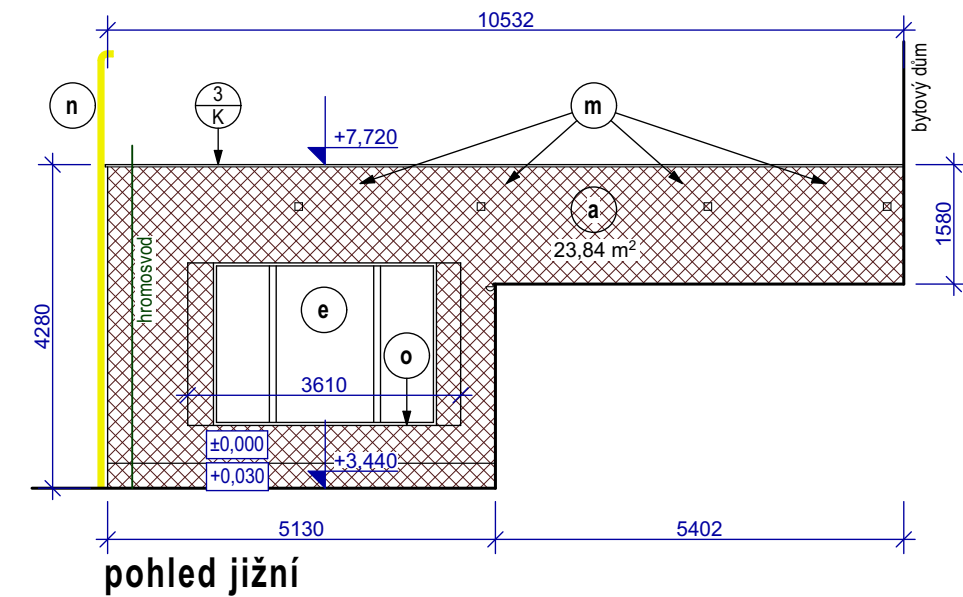 10532
bytový dům
n
3
K
m
+7,720
a
23,84 m²
1580
hromosvod
4280
e
o
3610
±0,000
+3,440
+0,030
5130
5402
pohled jižní